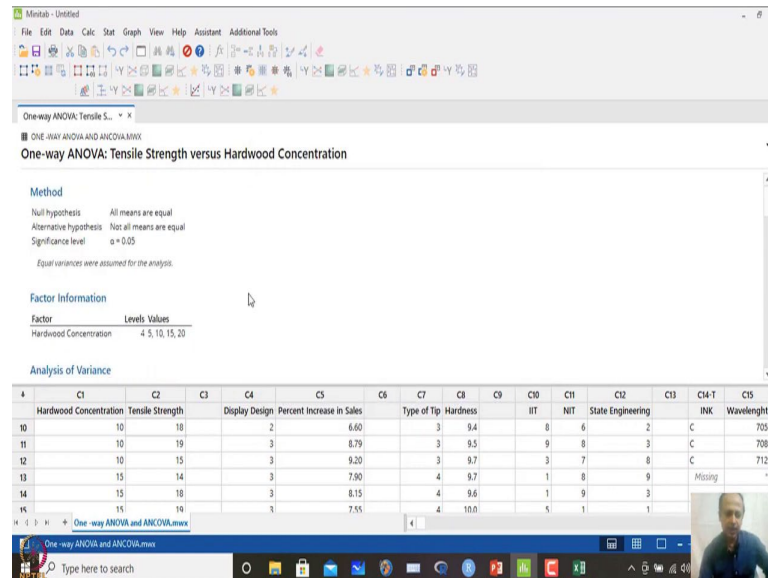 Minitab - Untitled
File Edit Data Calc Stat Graph View Help Assistant Additional Tools
One-way ANOVA: Tensile S...
ONE -WAY ANOVA AND ANCOVA.MWX
One-way ANOVA: Tensile Strength versus Hardwood Concentration
Method
Null hypothesis All means are equal
Alternative hypothesis Not all means are equal
Significance level α = 0.05
Equal variances were assumed for the analysis.
Factor Information
Factor Levels Values
Hardwood Concentration 4 5, 10, 15, 20
Analysis of Variance
C1 C2 C3 C4 C5 C6 C7 C8 C9 C10 C11 C12 C13 C14-T C15
Hardwood Concentration Tensile Strength Display Design Percent Increase in Sales Type of Tip Hardness IIT NIT State Engineering INK Wavelenght
10 10 18 2 6.60 3 9.4 8 6 2 C 705
11 10 19 3 8.79 3 9.5 9 8 3 C 708
12 10 15 3 9.20 3 9.7 3 7 8 C 712
13 15 14 3 7.90 4 9.7 1 8 9 Missing *
14 15 18 3 8.15 4 9.6 1 9 3
15 15 19 3 7.55 4 10.0 5 1 1
One -way ANOVA and ANCOVA.mwx
One -way ANOVA and ANCOVA.mwx
Type here to search
NPTEL